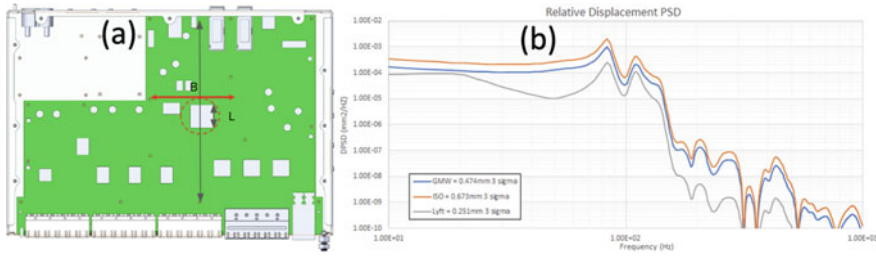 (a)
B
L
Relative Displacement PSD
(b)
1.00E-02
1.00E-03
1.00E-04
1.00E-05
1.00E-06
1.00E-07
1.00E-08
1.00E-09
1.00E-10
DPSD (mm2/HZ)
GMW = 0.474mm 3 sigma
ISO = 0.673mm 3 sigma
Lyft = 0.251mm 3 sigma
1.00E+01
1.00E+02
1.00E+03
Frequency (Hz)